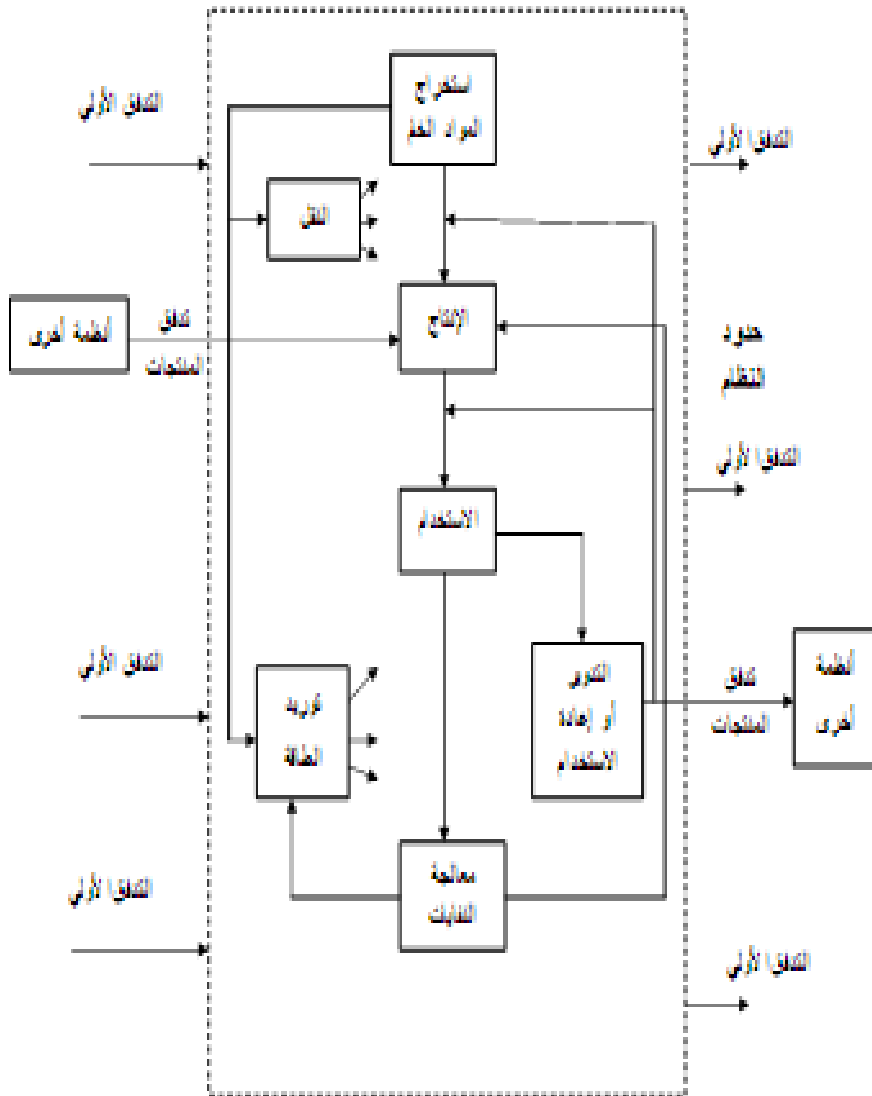 استخراج
المواد الخام
التدفق الأولي
التدفق الأولي
النقل
أنظمة أخرى
تدفق
المنتجات
الإنتاج
حدود
النظام
التدفق الأولي
الاستخدام
التدفق الأولي
توريد
الطاقة
التدوير
أو إعادة
الاستخدام
تدفق
المنتجات
أنظمة
أخرى
معالجة
النفايات
التدفق الأولي
التدفق الأولي